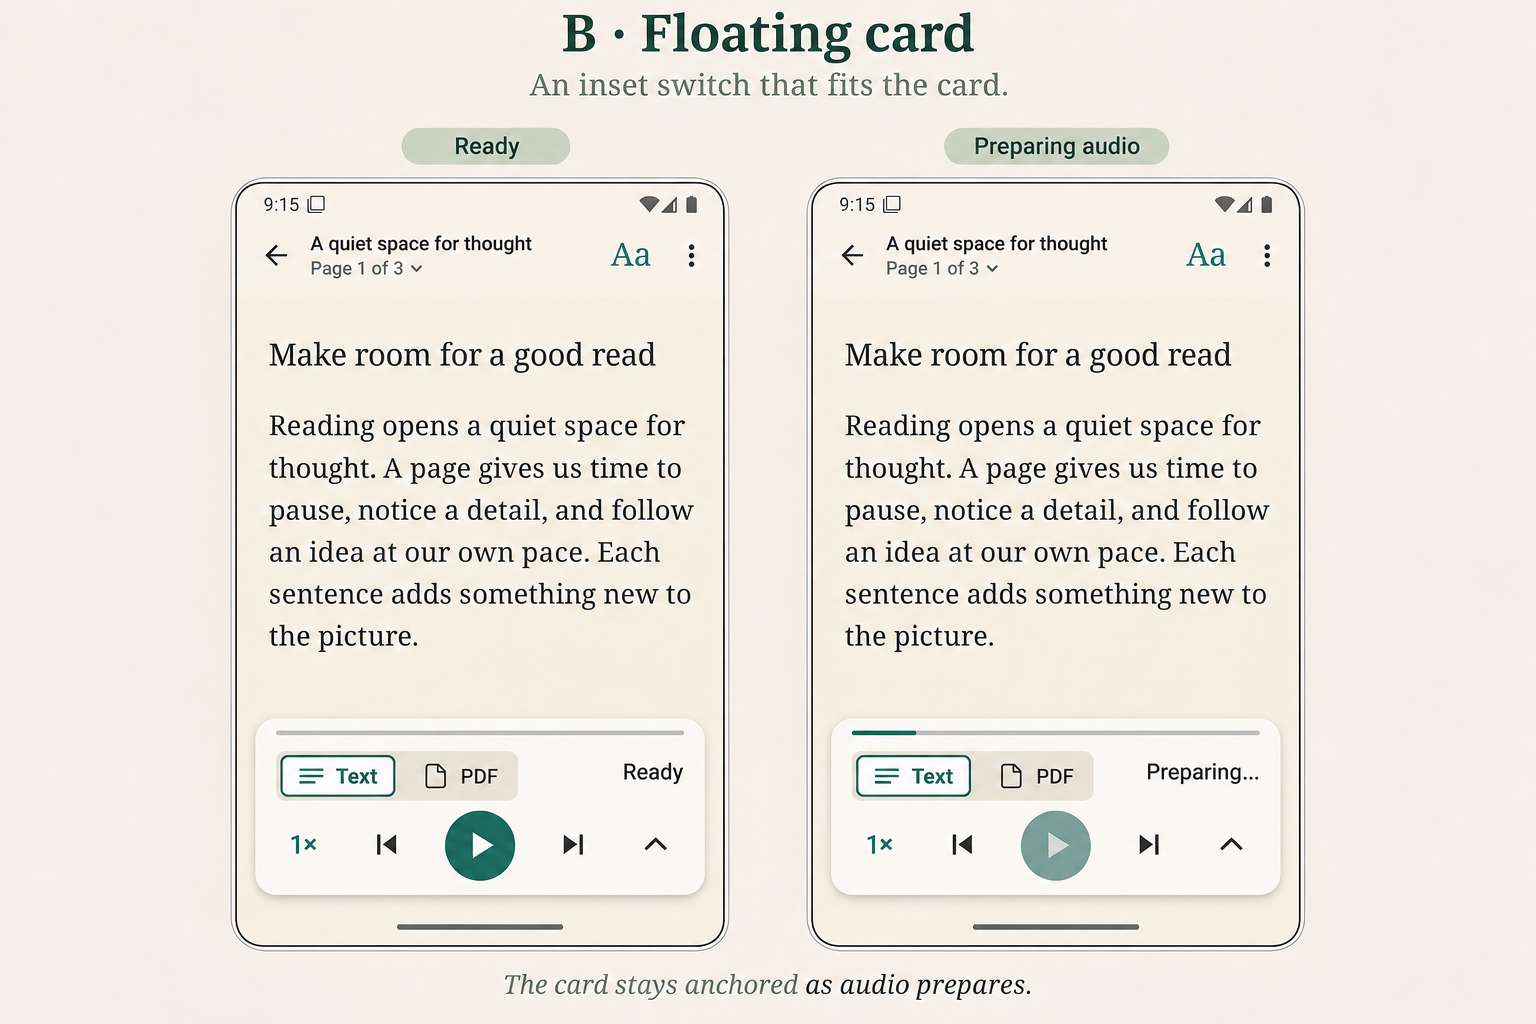 B · Floating card
An inset switch that fits the card.
Ready
9:15
A quiet space for thought
Page 1 of 3
Aa
Make room for a good read
Reading opens a quiet space for
thought. A page gives us time to
pause, notice a detail, and follow
an idea at our own pace. Each
sentence adds something new to
the picture.
Text
PDF
Ready
1×
Preparing audio
9:15
A quiet space for thought
Page 1 of 3
Aa
Make room for a good read
Reading opens a quiet space for
thought. A page gives us time to
pause, notice a detail, and follow
an idea at our own pace. Each
sentence adds something new to
the picture.
Text
PDF
Preparing...
1×
The card stays anchored as audio prepares.